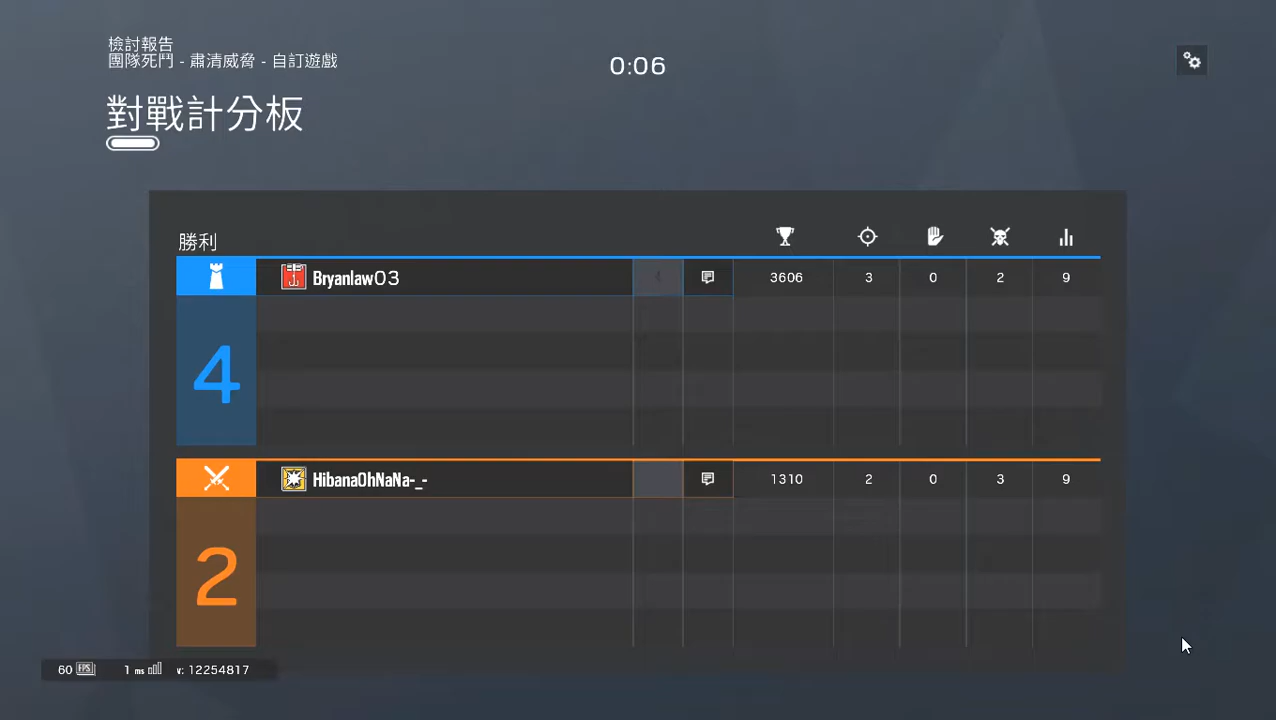 檢討報告
團隊死鬥 - 肅清威脅 - 自訂遊戲
0:06
對戰計分板
勝利
Bryanlaw03 3606 3 0 2 9
4
HibanaOhNaNa-_- 1310 2 0 3 9
2
60 FPS 1 ms v: 12254817